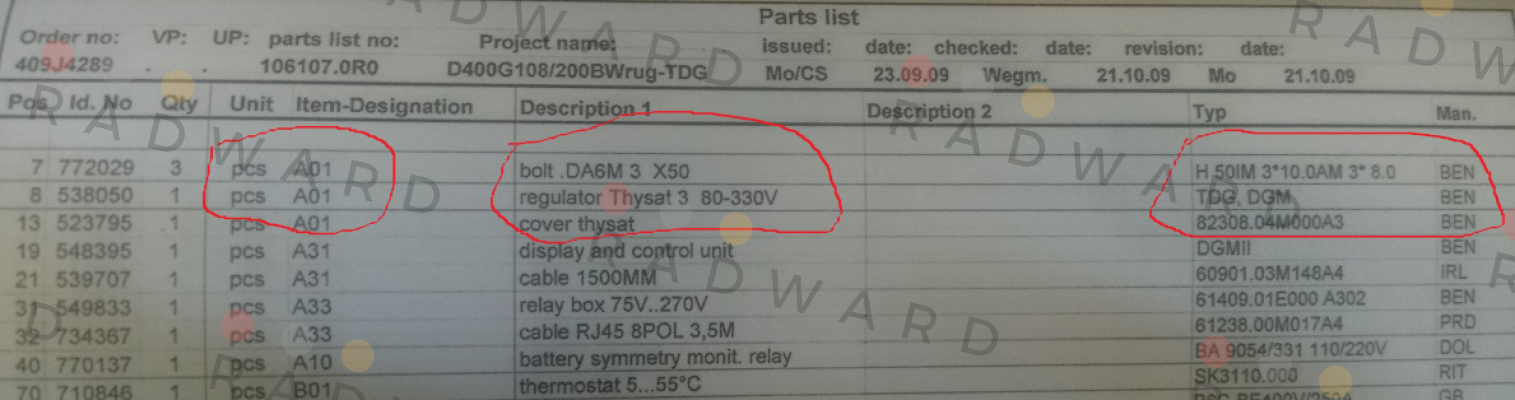 Parts list
Order no: VP: UP: parts list no: Project name: issued: date: checked: date: revision: date:
409J4289 . . 106107.0R0 D400G108/200BWrug-TDG Mo/CS 23.09.09 Wegm. 21.10.09 Mo 21.10.09
Pos Id. No Qty Unit Item-Designation Description 1 Description 2 Typ Man.
7 772029 3 pcs A01 bolt .DA6M 3 X50 H 50IM 3*10.0AM 3* 8.0 BEN
8 538050 1 pcs A01 regulator Thysat 3 80-330V TDG, DGM BEN
13 523795 1 pcs A01 cover thysat 82308.04M000A3 BEN
19 548395 1 pcs A31 display and control unit DGMII BEN
21 539707 1 pcs A31 cable 1500MM 60901.03M148A4 IRL
31 549833 1 pcs A33 relay box 75V..270V 61409.01E000 A302 BEN
32 734367 1 pcs A33 cable RJ45 8POL 3,5M 61238.00M017A4 PRD
40 770137 1 pcs A10 battery symmetry monit. relay BA 9054/331 110/220V DOL
70 710846 1 pcs B01 thermostat 5...55°C SK3110.000 RIT
GB
RADWARD
RADWARD
RADWARD
RADWARD